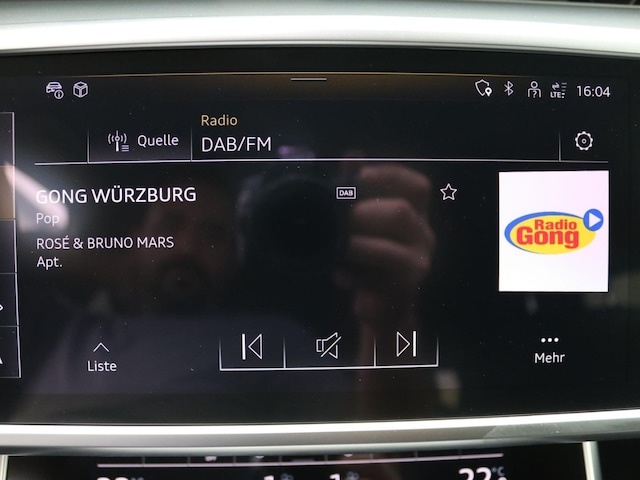 LTE 16:04
Radio
Quelle DAB/FM
GONG WÜRZBURG DAB
Pop
ROSÉ & BRUNO MARS
Apt.
Radio
Gong
Liste
Mehr
22°